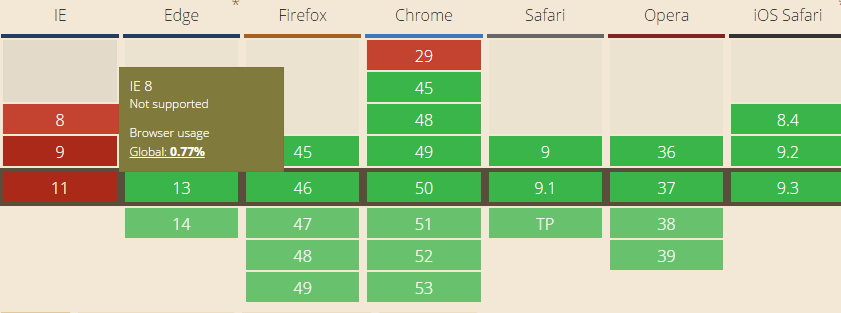 IE Edge * Firefox Chrome Safari Opera iOS Safari *
29
IE 8 45
Not supported
8 48 8.4
Browser usage
9 Global: 0.77% 45 49 9 36 9.2
11 13 46 50 9.1 37 9.3
14 47 51 TP 38
48 52 39
49 53